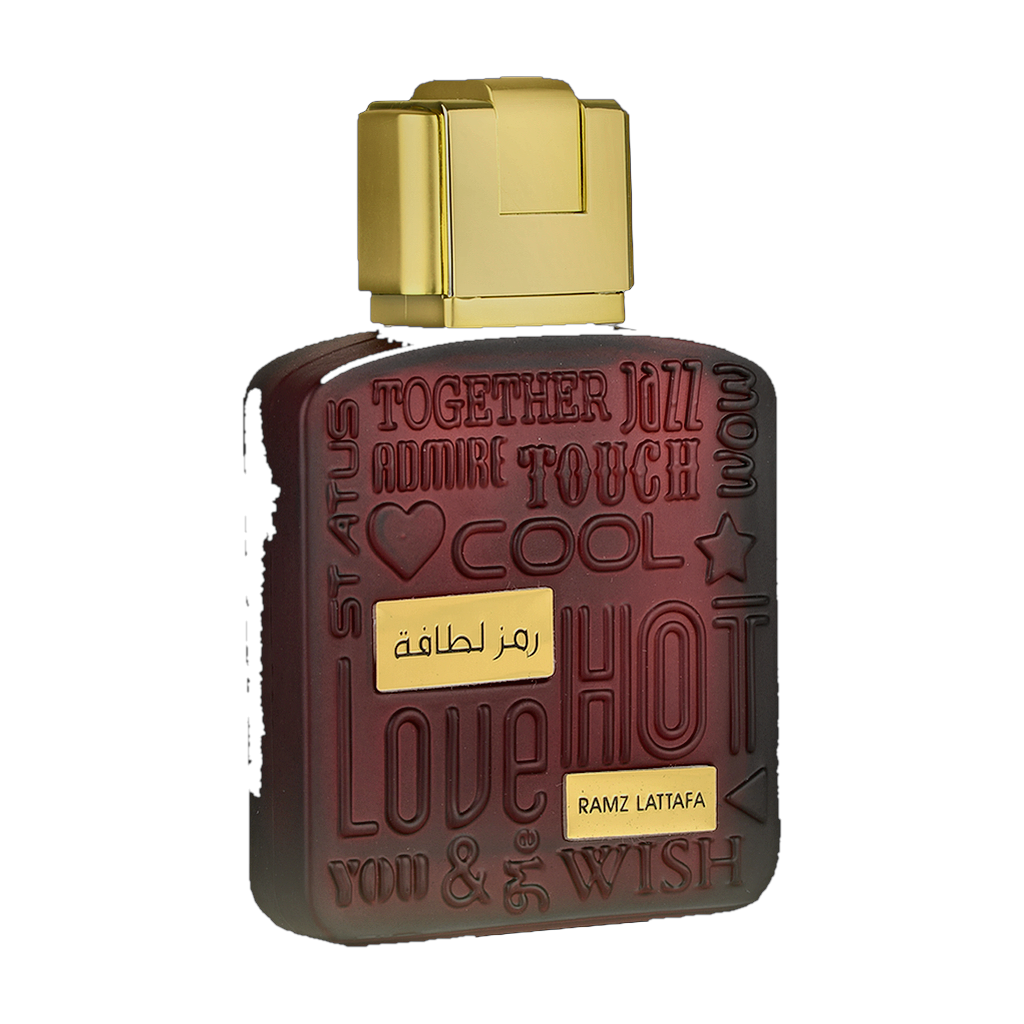 TOGETHER JAZZ
WOW
STATUS
ADMIRE TOUCH
COOL
رمز لطافة
HOT
Love
RAMZ LATTAFA
YOU & Me WISH